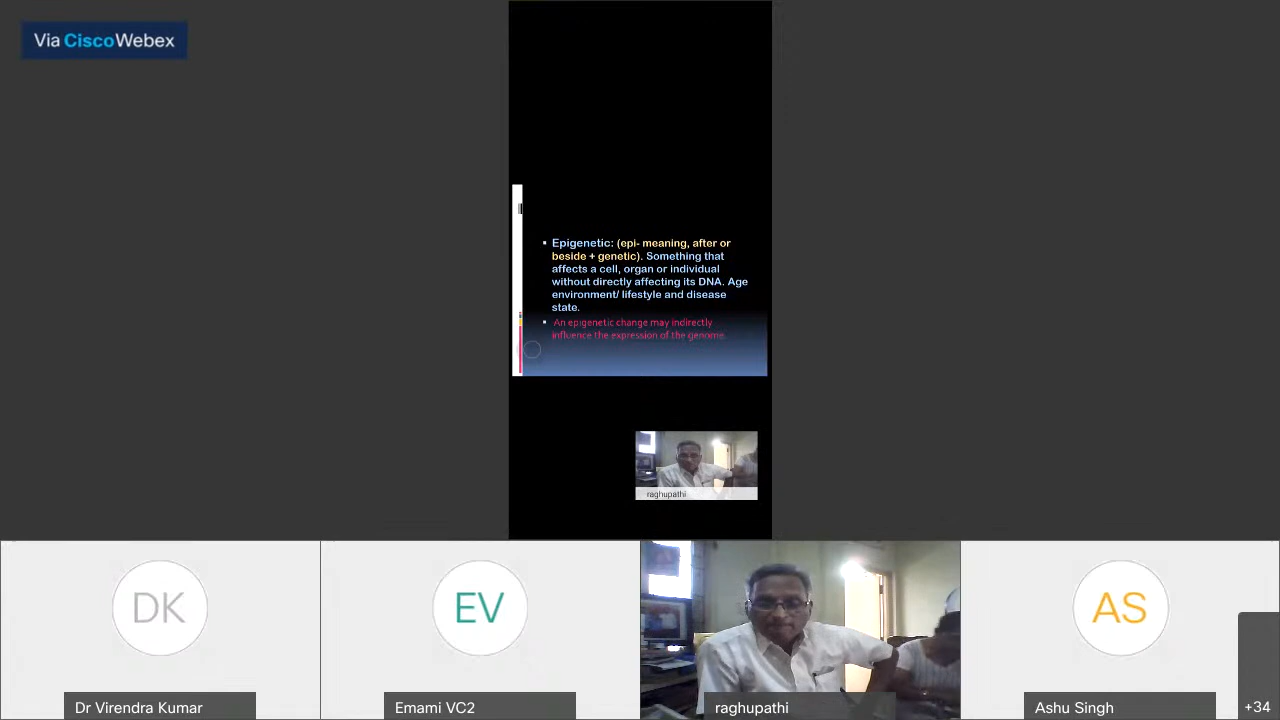 Via CiscoWebex
Epigenetic: (epi- meaning, after or
beside + genetic). Something that
affects a cell, organ or individual
without directly affecting its DNA. Age
environment/ lifestyle and disease
state.
An epigenetic change may indirectly
influence the expression of the genome.
raghupathi
DK
EV
AS
Dr Virendra Kumar
Emami VC2
raghupathi
Ashu Singh
+34